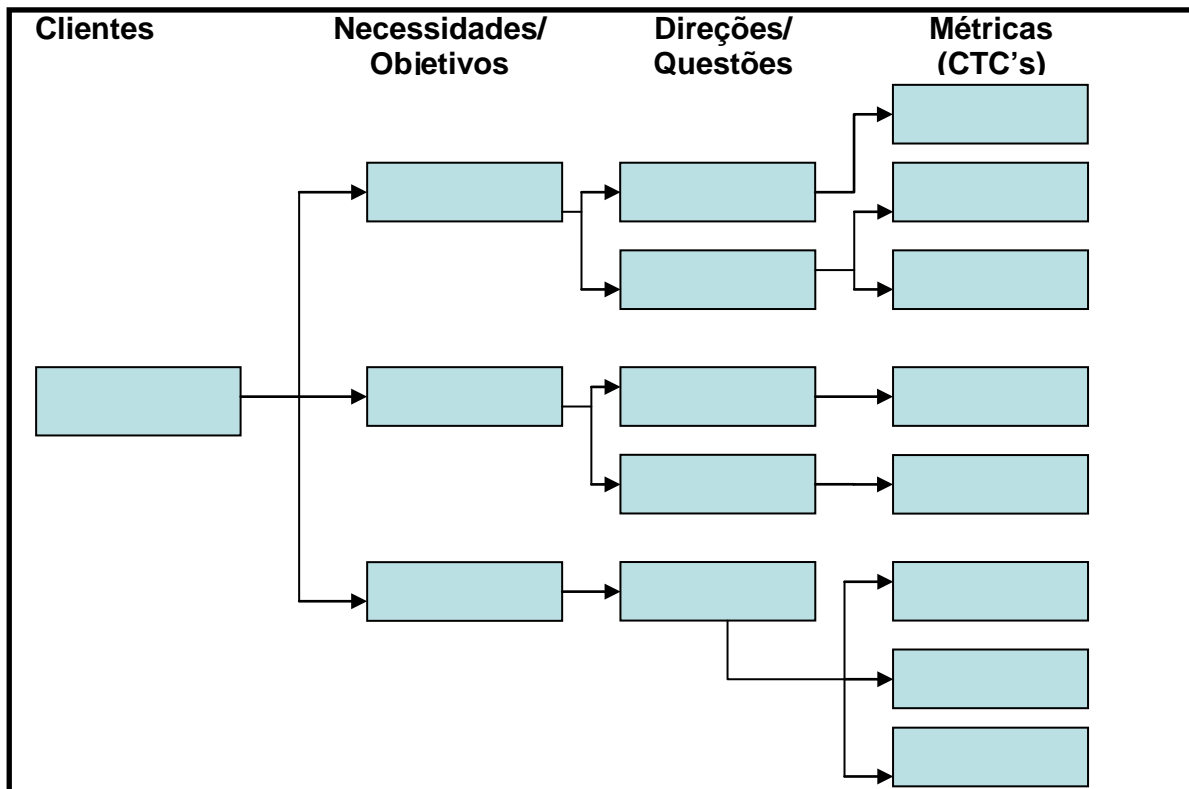 Clientes
Necessidades/
Objetivos
Direções/
Questões
Métricas
(CTC's)